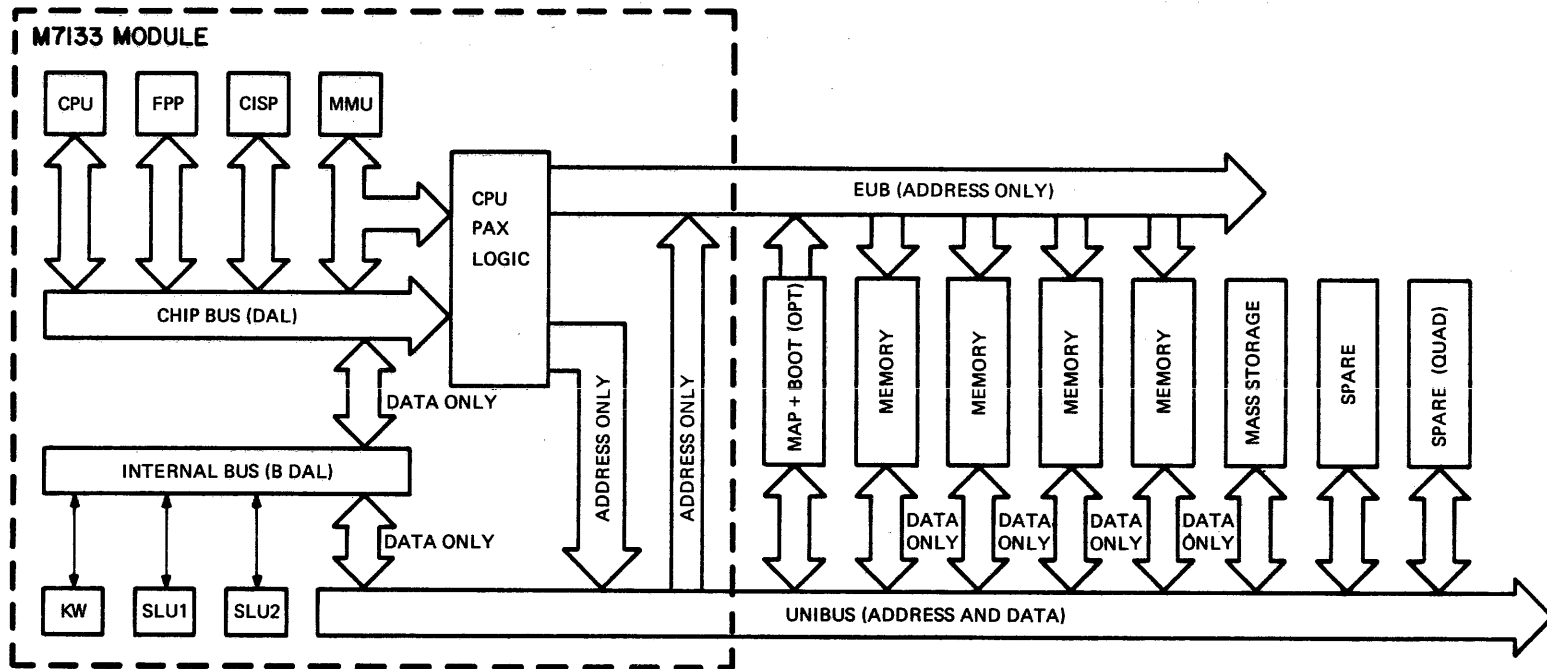 M7133 MODULE
CPU
FPP
CISP
MMU
CPU
PAX
LOGIC
EUB (ADDRESS ONLY)
CHIP BUS (DAL)
DATA ONLY
INTERNAL BUS (B DAL)
DATA ONLY
KW
SLU1
SLU2
ADDRESS ONLY
ADDRESS ONLY
MAP + BOOT (OPT)
MEMORY
MEMORY
MEMORY
MEMORY
MASS STORAGE
SPARE
SPARE (QUAD)
DATA
ONLY
DATA
ONLY
DATA
ONLY
DATA
ONLY
UNIBUS (ADDRESS AND DATA)